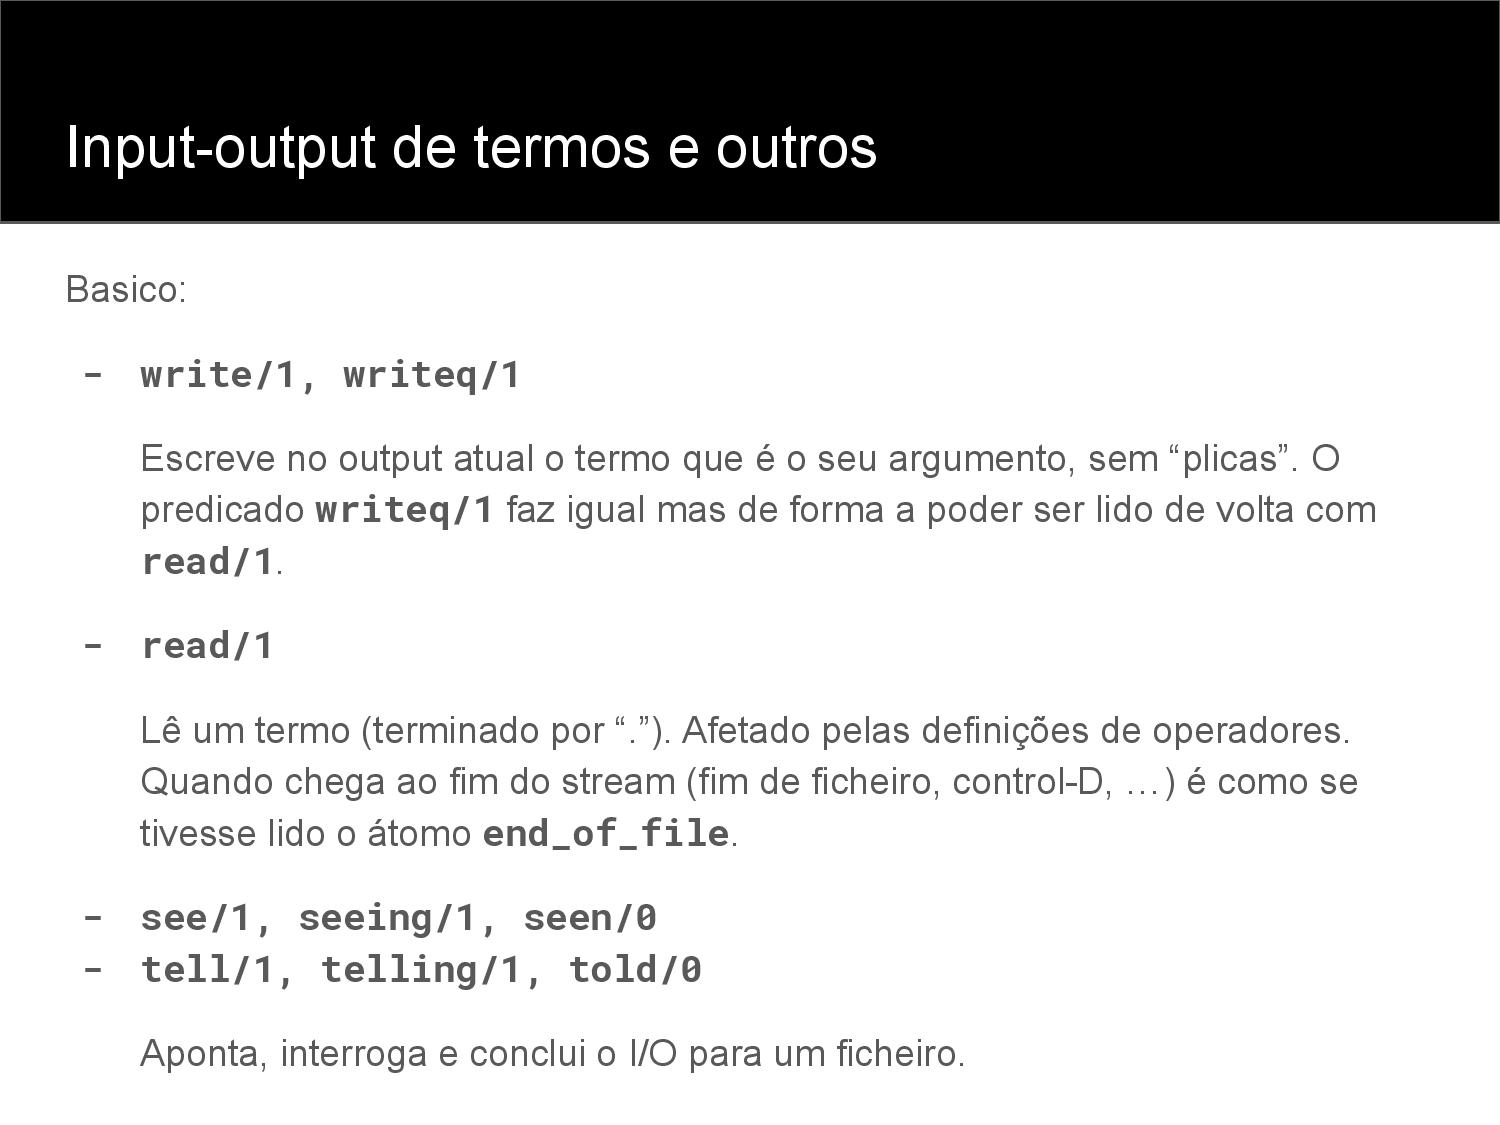 Input-output de termos e outros
Basico:
- write/1, writeq/1
Escreve no output atual o termo que é o seu argumento, sem “plicas”. O
predicado writeq/1 faz igual mas de forma a poder ser lido de volta com
read/1.
- read/1
Lê um termo (terminado por “.”). Afetado pelas definições de operadores.
Quando chega ao fim do stream (fim de ficheiro, control-D, …) é como se
tivesse lido o átomo end_of_file.
- see/1, seeing/1, seen/0
- tell/1, telling/1, told/0
Aponta, interroga e conclui o I/O para um ficheiro.